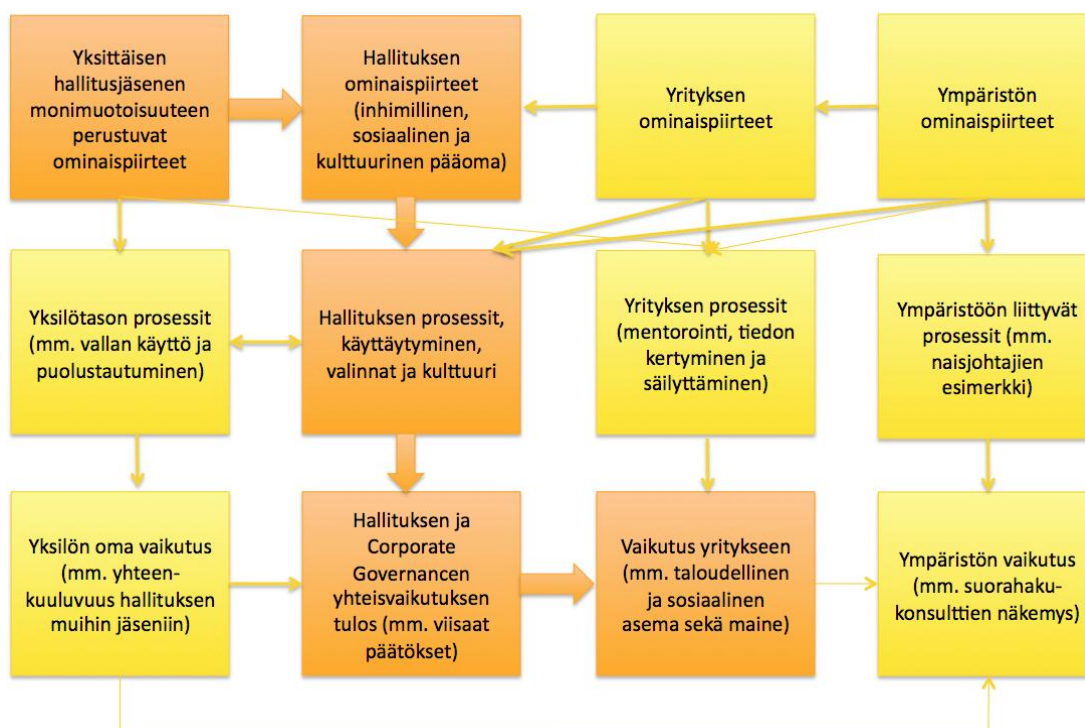 Yksittäisen
hallitusjäsenen
monimuotoisuuteen
perustuvat
ominaispiirteet
Hallituksen
ominaispiirteet
(inhimillinen,
sosiaalinen ja
kulttuurinen pääoma)
Yrityksen
ominaispiirteet
Ympäristön
ominaispiirteet
Yksilötason prosessit
(mm. vallan käyttö ja
puolustautuminen)
Hallituksen prosessit,
käyttäytyminen,
valinnat ja kulttuuri
Yrityksen prosessit
(mentorointi, tiedon
kertyminen ja
säilyttäminen)
Ympäristöön liittyvät
prosessit (mm.
naisjohtajien
esimerkki)
Yksilön oma vaikutus
(mm. yhteen-
kuuluvuus hallituksen
muihin jäseniin)
Hallituksen ja
Corporate
Governancen
yhteisvaikutuksen
tulos (mm. viisaat
päätökset)
Vaikutus yritykseen
(mm. taloudellinen
ja sosiaalinen
asema sekä maine)
Ympäristön vaikutus
(mm. suorahaku-
konsulttien näkemys)